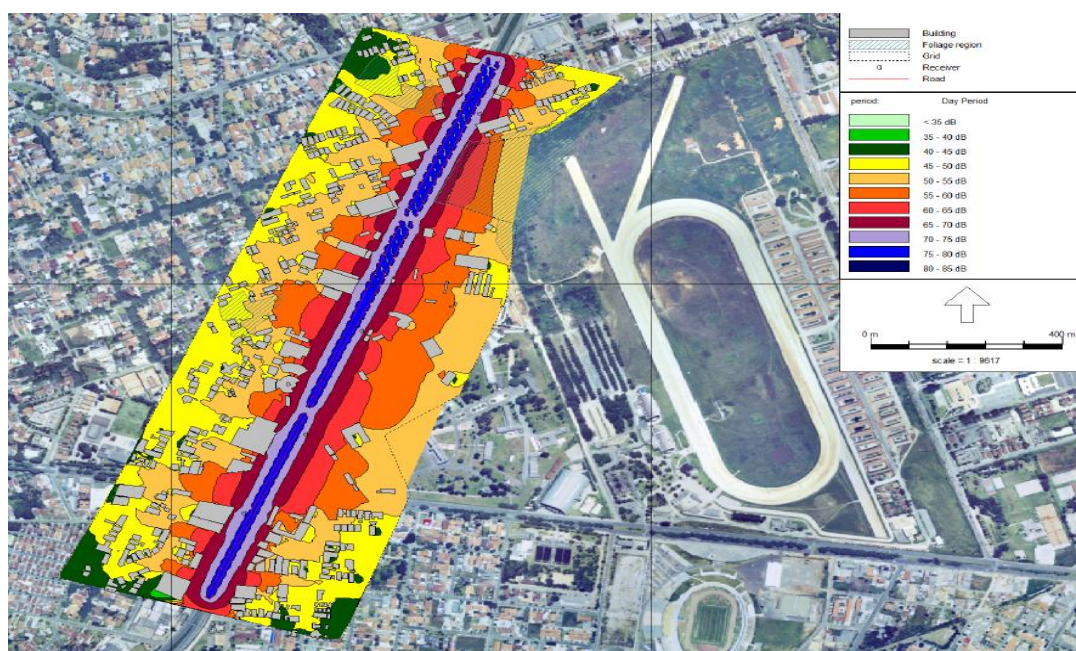 Building
Foliage region
Grid
Receiver
Road
period: Day Period
< 35 dB
35 - 40 dB
40 - 45 dB
45 - 50 dB
50 - 55 dB
55 - 60 dB
60 - 65 dB
65 - 70 dB
70 - 75 dB
75 - 80 dB
80 - 85 dB
0 m 400 m
scale = 1 : 9617